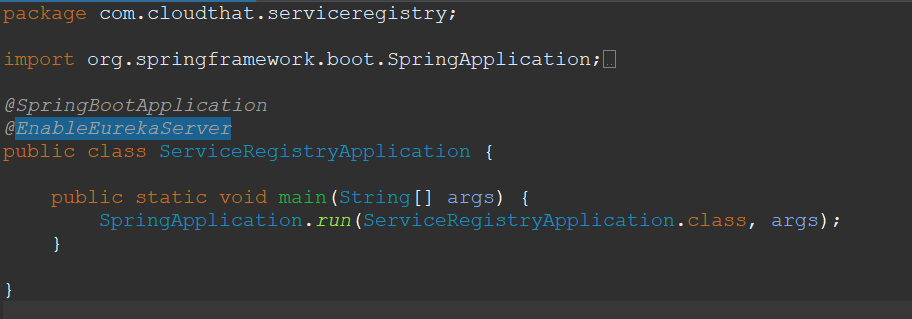 package com.cloudthat.serviceregistry;
import org.springframework.boot.SpringApplication;
@SpringBootApplication
@EnableEurekaServer
public class ServiceRegistryApplication {
public static void main(String[] args) {
SpringApplication.run(ServiceRegistryApplication.class, args);
}
}